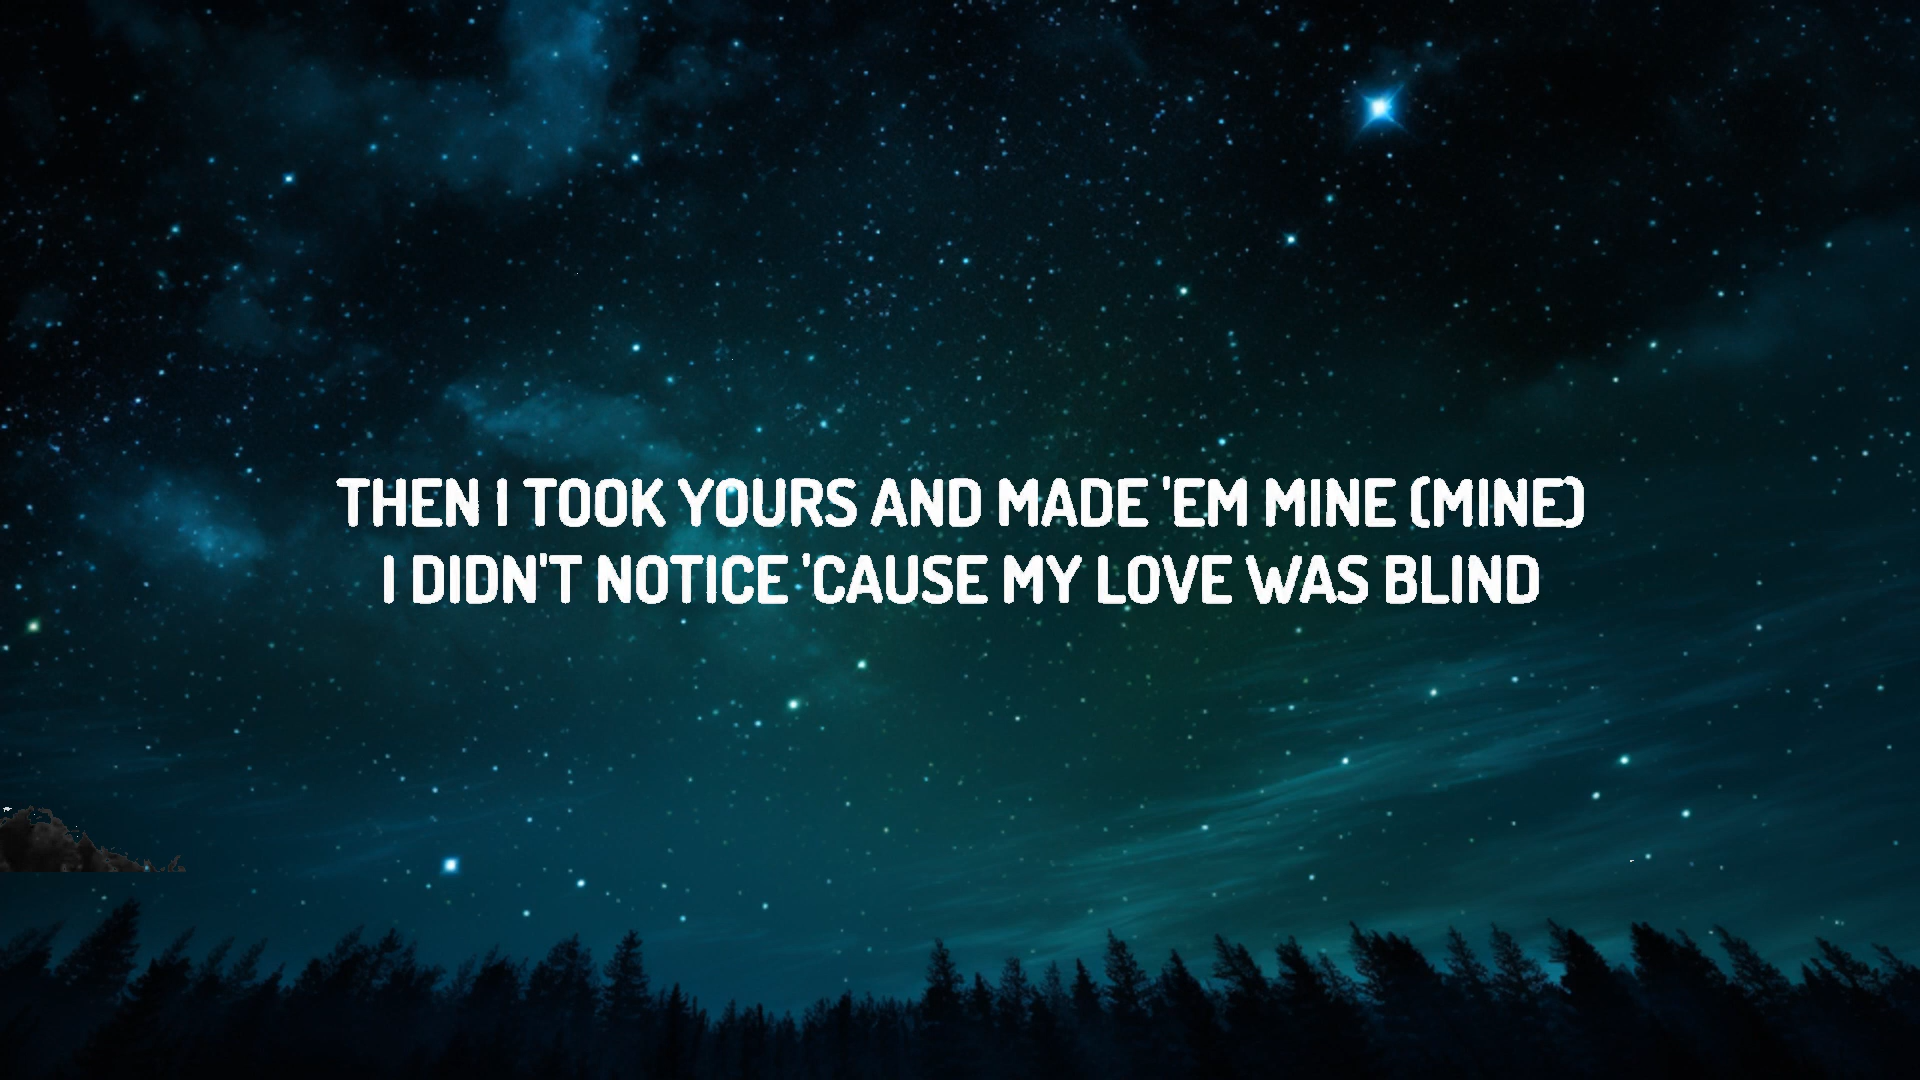 THEN I TOOK YOURS AND MADE 'EM MINE (MINE)
I DIDN'T NOTICE 'CAUSE MY LOVE WAS BLIND